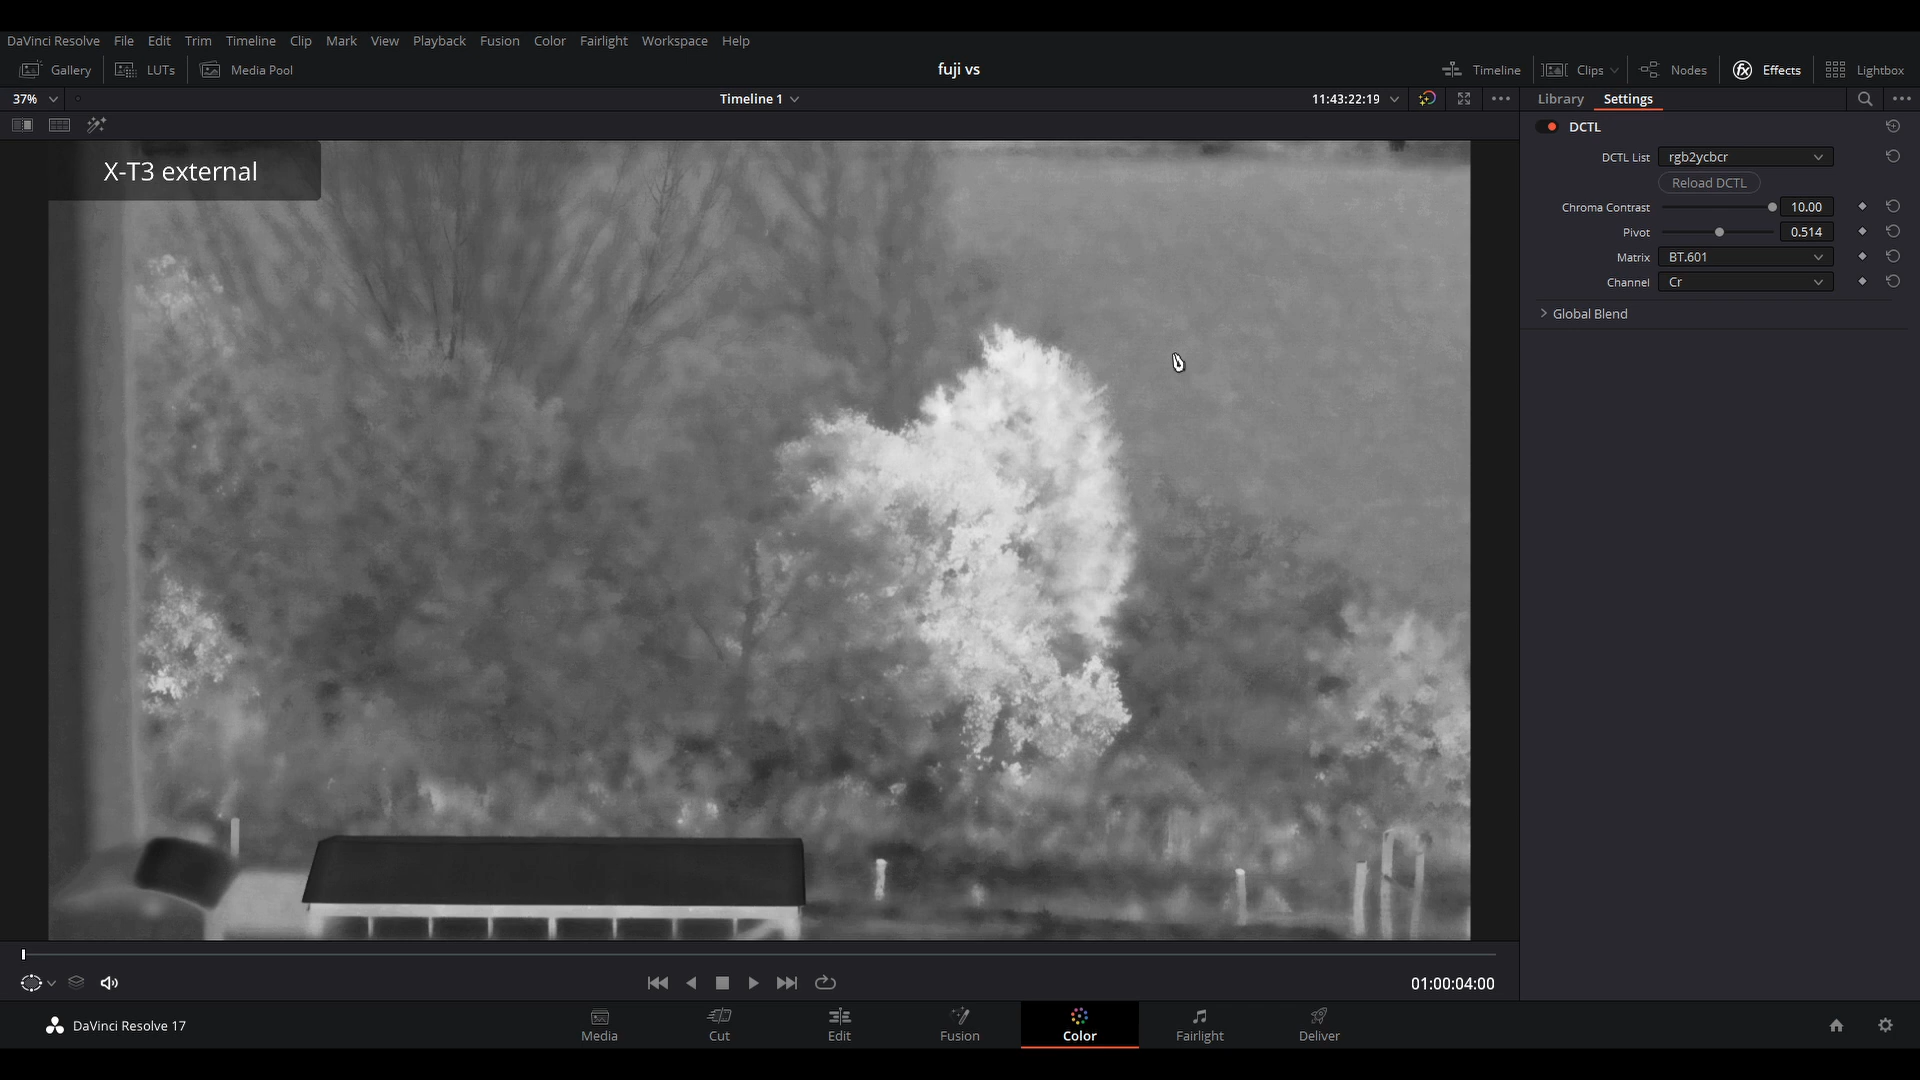 DaVinci Resolve File Edit Trim Timeline Clip Mark View Playback Fusion Color Fairlight Workspace Help
Gallery LUTs Media Pool fuji vs Timeline Clips Nodes Effects Lightbox
37% Timeline 1 11:43:22:19 Library Settings
DCTL
X-T3 external
DCTL List rgb2ycbcr
Reload DCTL
Chroma Contrast 10.00
Pivot 0.514
Matrix BT.601
Channel Cr
Global Blend
01:00:04:00
DaVinci Resolve 17
Media Cut Edit Fusion Color Fairlight Deliver